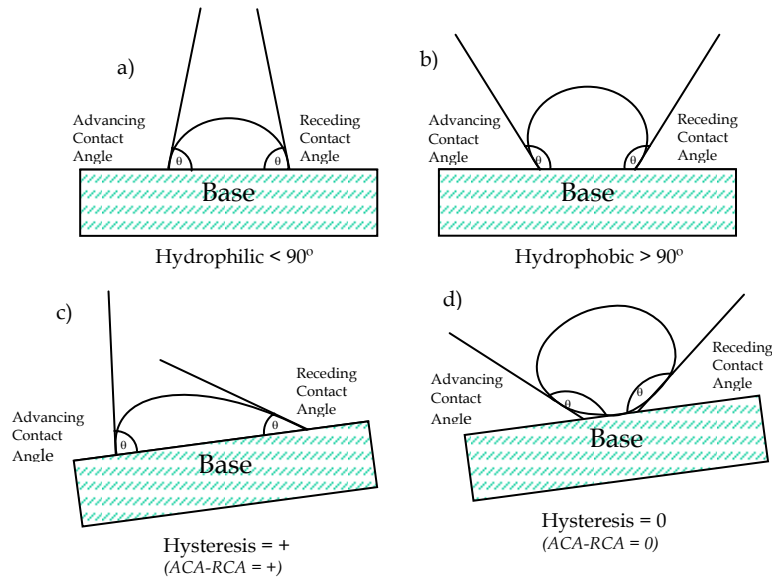 a)
Advancing
Contact
Angle
Receding
Contact
Angle
θ
θ
Base
Hydrophilic < 90º
b)
Advancing
Contact
Angle
Receding
Contact
Angle
θ
θ
Base
Hydrophobic > 90º
c)
Advancing
Contact
Angle
Receding
Contact
Angle
θ
θ
Base
Hysteresis = +
(ACA-RCA = +)
d)
Advancing
Contact
Angle
Receding
Contact
Angle
θ
θ
Base
Hysteresis = 0
(ACA-RCA = 0)